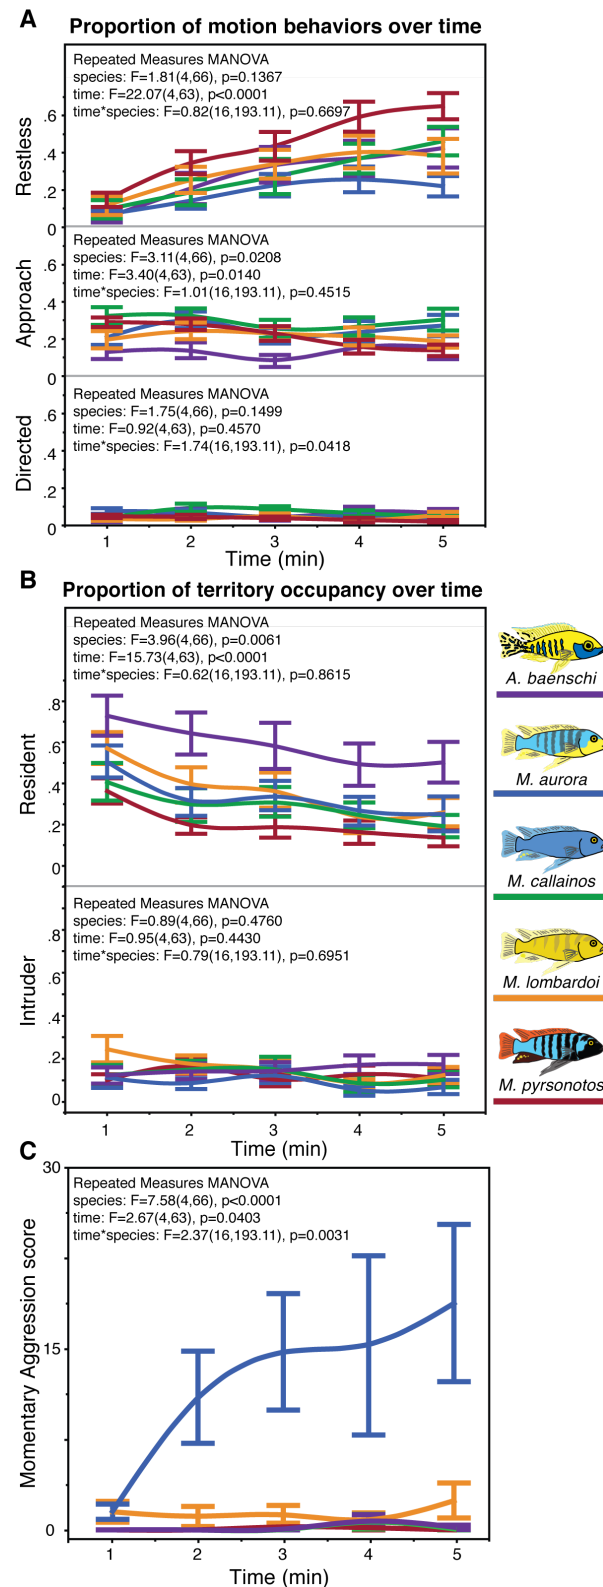 A
Proportion of motion behaviors over time
Repeated Measures MANOVA
species: F=1.81(4,66), p=0.1367
time: F=22.07(4,63), p<0.0001
time*species: F=0.82(16,193.11), p=0.6697
.6
.4
.2
0
Restless
Repeated Measures MANOVA
species: F=3.11(4,66), p=0.0208
time: F=3.40(4,63), p=0.0140
time*species: F=1.01(16,193.11), p=0.4515
.6
.4
.2
0
Approach
Repeated Measures MANOVA
species: F=1.75(4,66), p=0.1499
time: F=0.92(4,63), p=0.4570
time*species: F=1.74(16,193.11), p=0.0418
.6
.4
.2
0
Directed
1 2 3 4 5
Time (min)
B
Proportion of territory occupancy over time
Repeated Measures MANOVA
species: F=3.96(4,66), p=0.0061
time: F=15.73(4,63), p<0.0001
time*species: F=0.62(16,193.11), p=0.8615
.8
.6
.4
.2
0
Resident
Repeated Measures MANOVA
species: F=0.89(4,66), p=0.4760
time: F=0.95(4,63), p=0.4430
time*species: F=0.79(16,193.11), p=0.6951
.8
.6
.4
.2
0
Intruder
1 2 3 4 5
Time (min)
A. baenschi
M. aurora
M. callainos
M. lombardoi
M. pyrsonotos
C
30
Repeated Measures MANOVA
species: F=7.58(4,66), p<0.0001
time: F=2.67(4,63), p=0.0403
time*species: F=2.37(16,193.11), p=0.0031
15
0
Momentary Aggression score
1 2 3 4 5
Time (min)